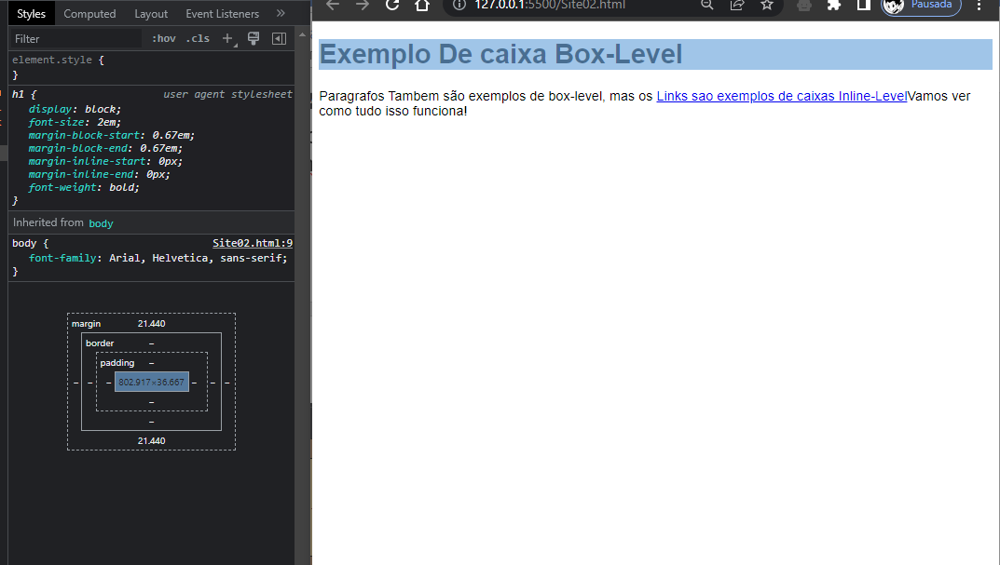 Styles Computed Layout Event Listeners »
Filter :hov .cls +
element.style {
}
h1 { user agent stylesheet
display: block;
font-size: 2em;
margin-block-start: 0.67em;
margin-block-end: 0.67em;
margin-inline-start: 0px;
margin-inline-end: 0px;
font-weight: bold;
}
Inherited from body
body { Site02.html:9
font-family: Arial, Helvetica, sans-serif;
}
margin 21.440
border –
padding –
– – – 802.917×36.667 – – –
–
–
21.440
127.0.0.1:5500/Site02.html Pausada
Exemplo De caixa Box-Level
Paragrafos Tambem são exemplos de box-level, mas os Links sao exemplos de caixas Inline-LevelVamos ver
como tudo isso funciona!